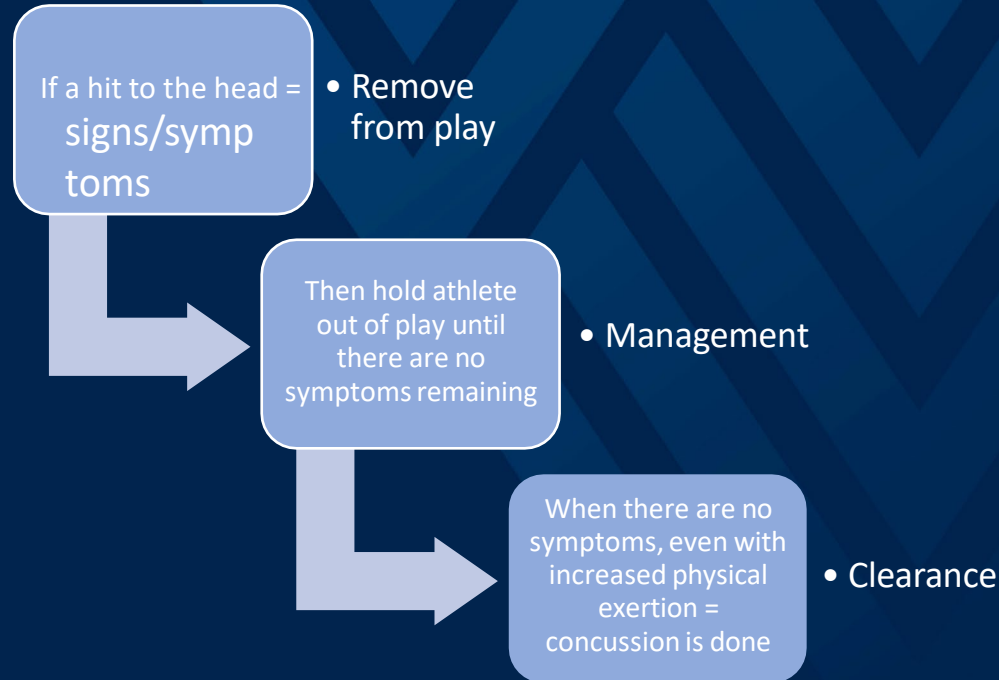 If a hit to the head =
signs/symp
toms
• Remove
from play
Then hold athlete
out of play until
there are no
symptoms remaining
• Management
When there are no
symptoms, even with
increased physical
exertion =
concussion is done
• Clearance